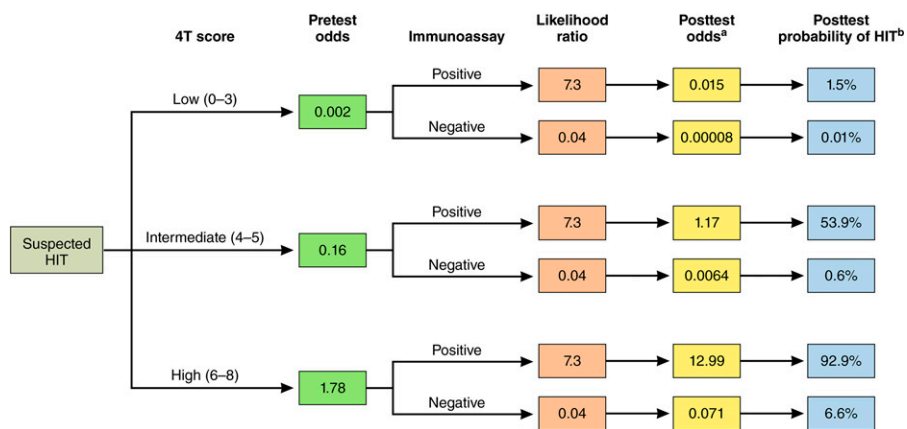 4T score
Pretest
odds
Immunoassay
Likelihood
ratio
Posttest
oddsa
Posttest
probability of HITb
Suspected
HIT
Low (0–3)
0.002
Positive
7.3
0.015
1.5%
Negative
0.04
0.00008
0.01%
Intermediate (4–5)
0.16
Positive
7.3
1.17
53.9%
Negative
0.04
0.0064
0.6%
High (6–8)
1.78
Positive
7.3
12.99
92.9%
Negative
0.04
0.071
6.6%